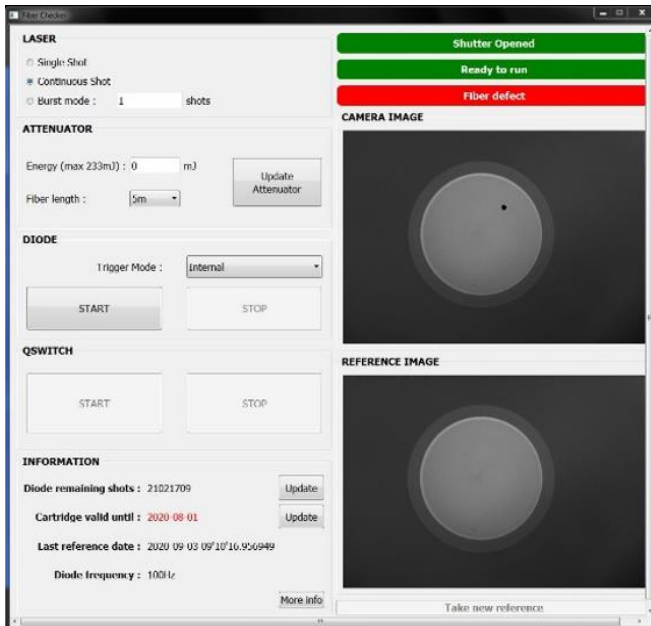 Fiber Checker
LASER
Single Shot
Continuous Shot
Burst mode : 1 shots
ATTENUATOR
Energy (max 233mJ) : 0 mJ
Fiber length : 5m
Update Attenuator
DIODE
Trigger Mode : Internal
START STOP
QSWITCH
START STOP
INFORMATION
Diode remaining shots : 21021709 Update
Cartridge valid until : 2020-08-01 Update
Last reference date : 2020-09-03 09'10'16.956949
Diode frequency : 100Hz
More info
Shutter Opened
Ready to run
Fiber defect
CAMERA IMAGE
REFERENCE IMAGE
Take new reference